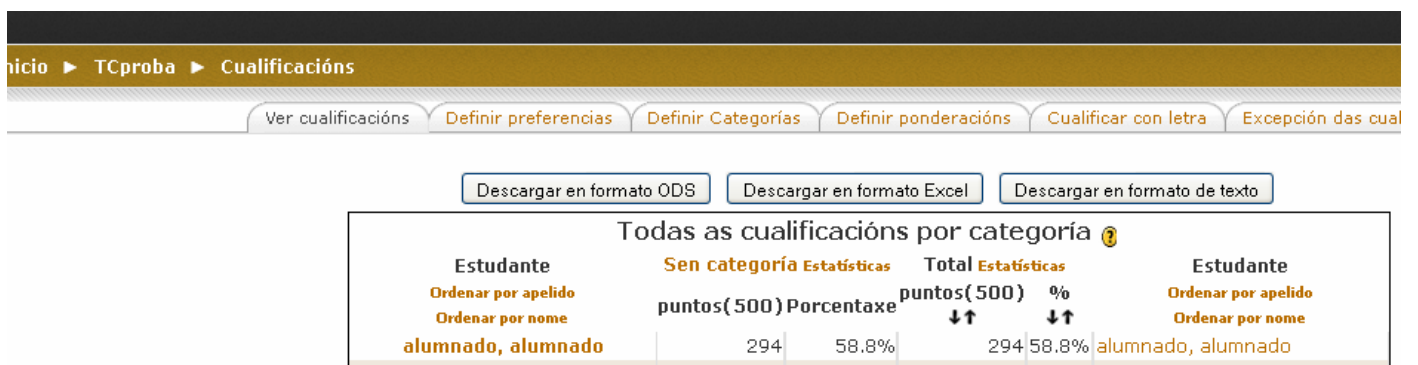 nicio ► TCproba ► Cualificacións
Ver cualificacións Definir preferencias Definir Categorías Definir ponderacións Cualificar con letra Excepción das cual
Descargar en formato ODS Descargar en formato Excel Descargar en formato de texto
Todas as cualificacións por categoría ?
Estudante Sen categoría Estatísticas Total Estatísticas Estudante
Ordenar por apelido puntos(500) Porcentaxe puntos(500) % Ordenar por apelido
Ordenar por nome ↓↑ ↓↑ Ordenar por nome
alumnado, alumnado 294 58.8% 294 58.8% alumnado, alumnado